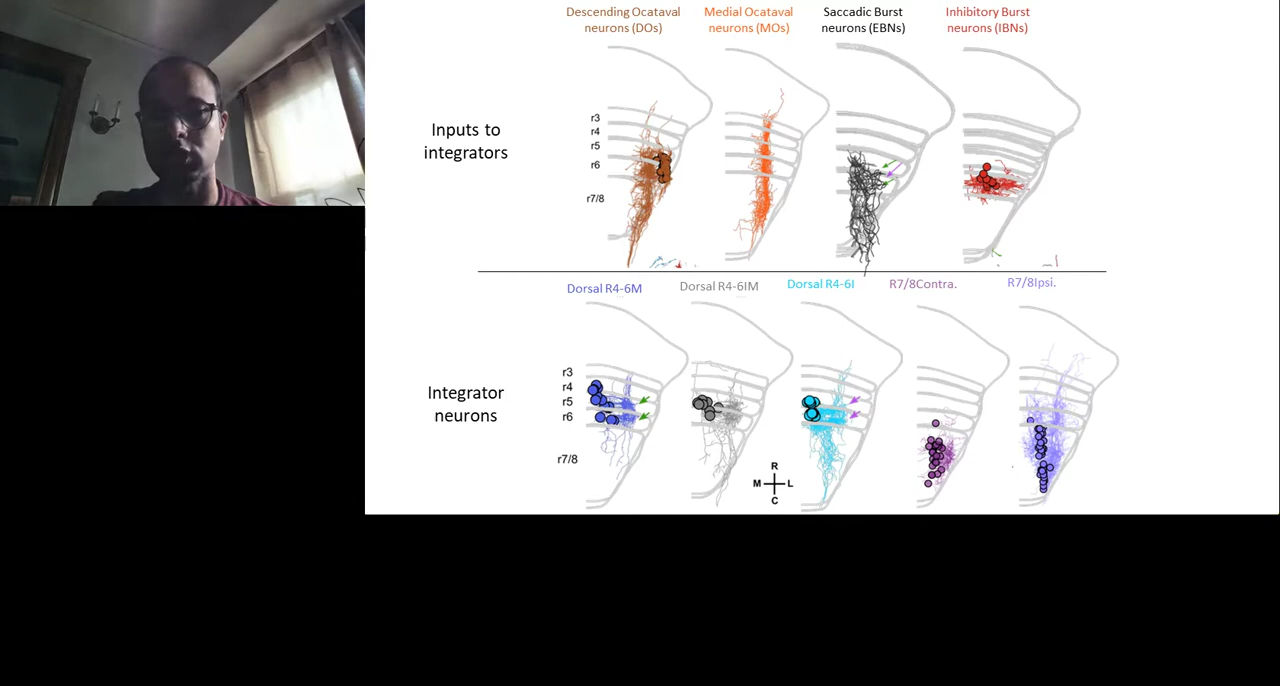 Descending Ocataval
neurons (DOs)
Medial Ocataval
neurons (MOs)
Saccadic Burst
neurons (EBNs)
Inhibitory Burst
neurons (IBNs)
Inputs to
integrators
r3
r4
r5
r6
r7/8
Dorsal R4-6M
Dorsal R4-6IM
Dorsal R4-6I
R7/8Contra.
R7/8Ipsi.
Integrator
neurons
r3
r4
r5
r6
r7/8
R
M L
C